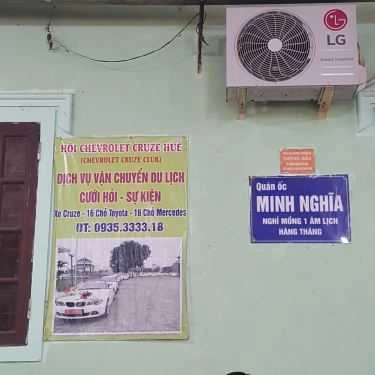 LG
HỘI CHEVROLET CRUZE HUẾ
(CHEVROLET CRUZE CLUB)
DỊCH VỤ VẬN CHUYỂN DU LỊCH
CƯỚI HỎI - SỰ KIỆN
Xe Cruze - 16 Chỗ Toyota - 16 Chỗ Mercedes
ĐT: 0935.3333.18
Quán ốc
MINH NGHĨA
NGHỈ MỒNG 1 ÂM LỊCH
HÀNG THÁNG